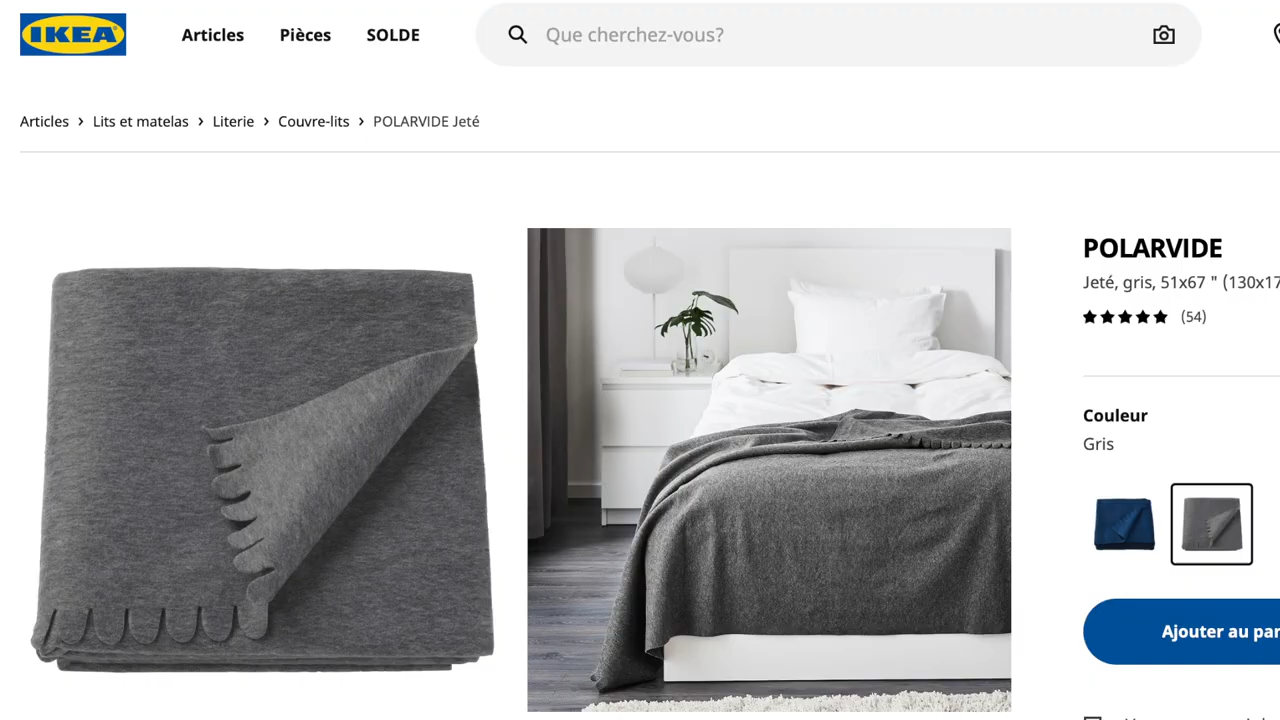 IKEA
Articles Pièces SOLDE Que cherchez-vous?
Articles > Lits et matelas > Literie > Couvre-lits > POLARVIDE Jeté
POLARVIDE
Jeté, gris, 51x67 " (130x17
(54)
Couleur
Gris
Ajouter au